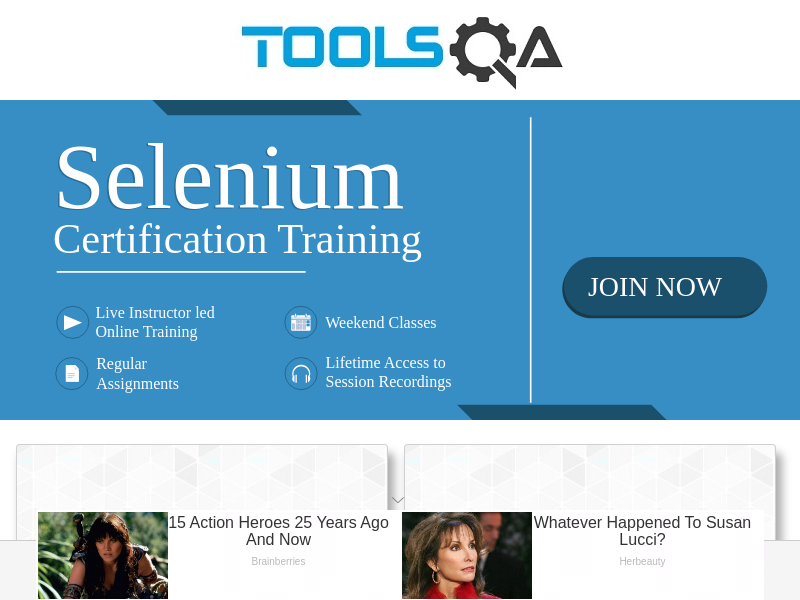 TOOLSQA
Selenium
Certification Training
Live Instructor led
Online Training
Weekend Classes
Regular
Assignments
Lifetime Access to
Session Recordings
JOIN NOW
15 Action Heroes 25 Years Ago
And Now
Brainberries
Whatever Happened To Susan
Lucci?
Herbeauty